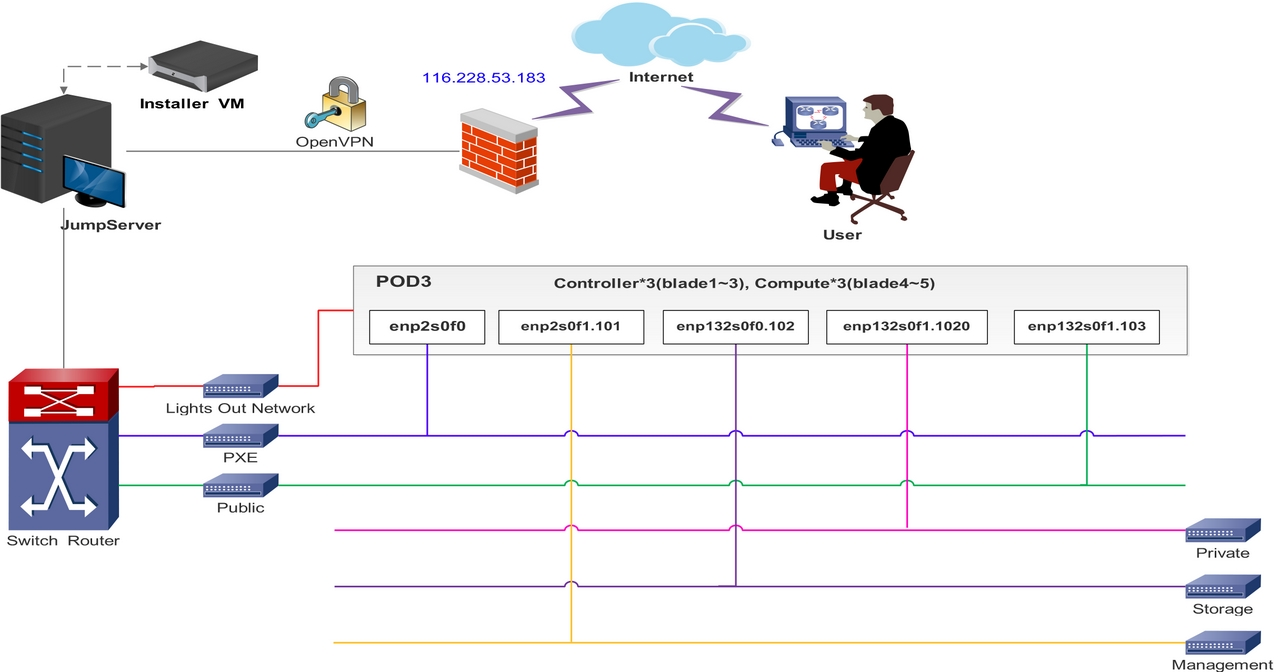 Internet
116.228.53.183
Installer VM
OpenVPN
JumpServer
User
POD3
Controller*3(blade1~3), Compute*3(blade4~5)
enp2s0f0
enp2s0f1.101
enp132s0f0.102
enp132s0f1.1020
enp132s0f1.103
Lights Out Network
PXE
Public
Switch Router
Private
Storage
Management